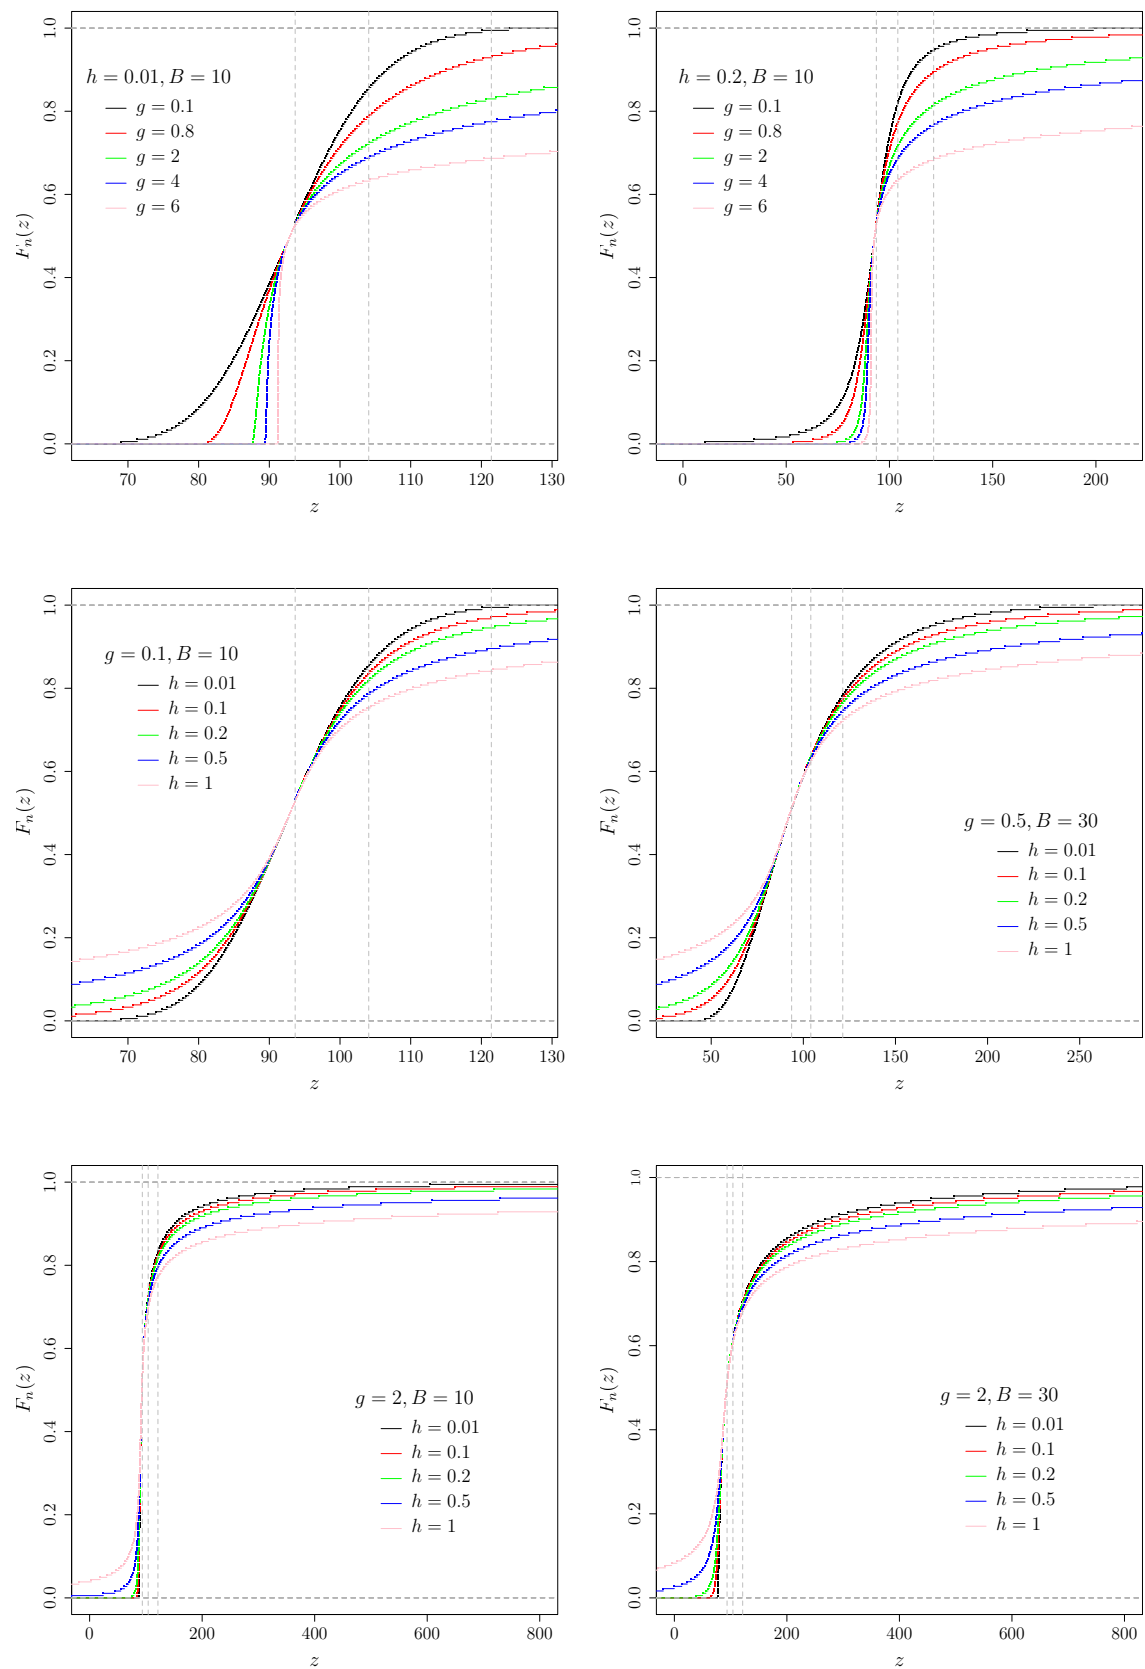 h = 0.01, B = 10
g = 0.1
g = 0.8
g = 2
g = 4
g = 6
F_n(z)
0.0 0.2 0.4 0.6 0.8 1.0
70 80 90 100 110 120 130
z
h = 0.2, B = 10
g = 0.1
g = 0.8
g = 2
g = 4
g = 6
F_n(z)
0.0 0.2 0.4 0.6 0.8 1.0
0 50 100 150 200
z
g = 0.1, B = 10
h = 0.01
h = 0.1
h = 0.2
h = 0.5
h = 1
F_n(z)
0.0 0.2 0.4 0.6 0.8 1.0
70 80 90 100 110 120 130
z
g = 0.5, B = 30
h = 0.01
h = 0.1
h = 0.2
h = 0.5
h = 1
F_n(z)
0.0 0.2 0.4 0.6 0.8 1.0
50 100 150 200 250
z
g = 2, B = 10
h = 0.01
h = 0.1
h = 0.2
h = 0.5
h = 1
F_n(z)
0.0 0.2 0.4 0.6 0.8 1.0
0 200 400 600 800
z
g = 2, B = 30
h = 0.01
h = 0.1
h = 0.2
h = 0.5
h = 1
F_n(z)
0.0 0.2 0.4 0.6 0.8 1.0
0 200 400 600 800
z